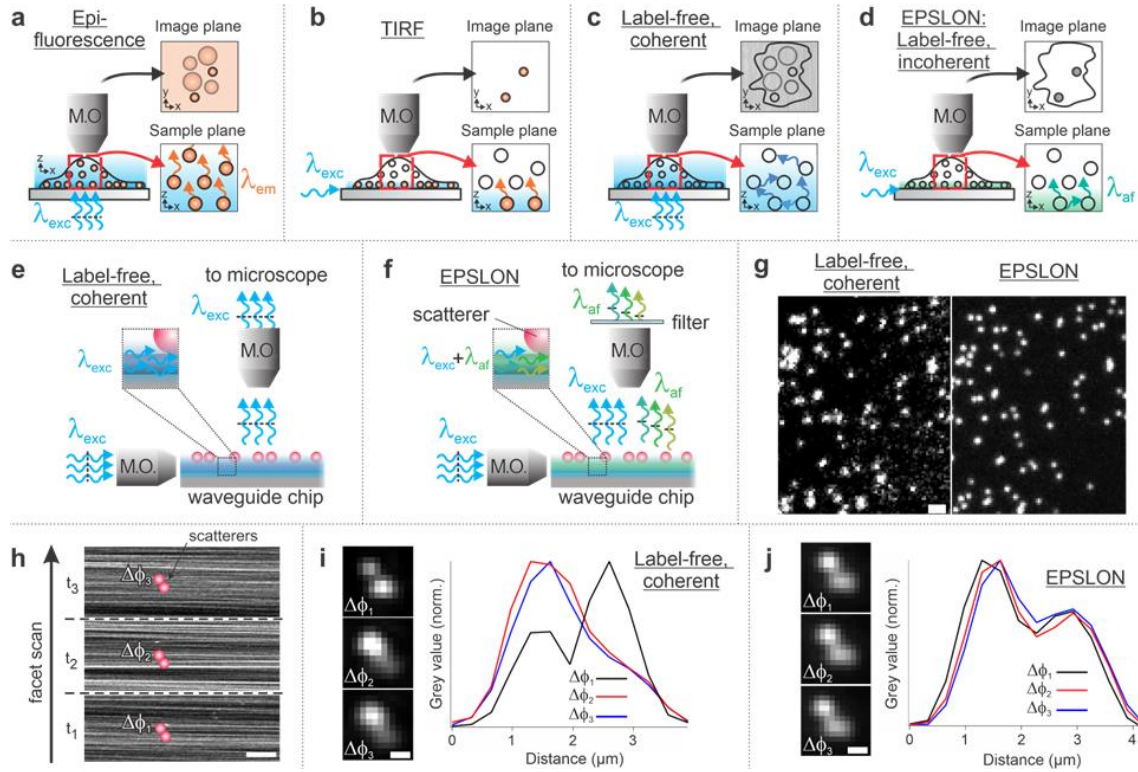 a
Epi-
fluorescence
Image plane
y
x
M.O
Sample plane
z
x
λexc
z
x
λem
b
TIRF
Image plane
y
x
M.O
Sample plane
λexc
z
x
c
Label-free,
coherent
Image plane
y
x
M.O
Sample plane
λexc
z
x
d
EPSLON:
Label-free,
incoherent
Image plane
y
x
M.O
Sample plane
λexc
z
x
λaf
e
Label-free,
coherent
to microscope
λexc
M.O
λexc
λexc
M.O.
waveguide chip
f
EPSLON
to microscope
λaf
scatterer
filter
λexc+λaf
M.O
λexc
λaf
λexc
M.O.
waveguide chip
g
Label-free,
coherent
EPSLON
h
scatterers
facet scan
t3
Δϕ3
t2
Δϕ2
t1
Δϕ1
i
Δϕ1
Δϕ2
Δϕ3
Label-free,
coherent
Grey value (norm.)
Δϕ1
Δϕ2
Δϕ3
0 1 2 3
Distance (µm)
j
Δϕ1
Δϕ2
Δϕ3
EPSLON
Grey value (norm.)
Δϕ1
Δϕ2
Δϕ3
0 1 2 3 4
Distance (µm)